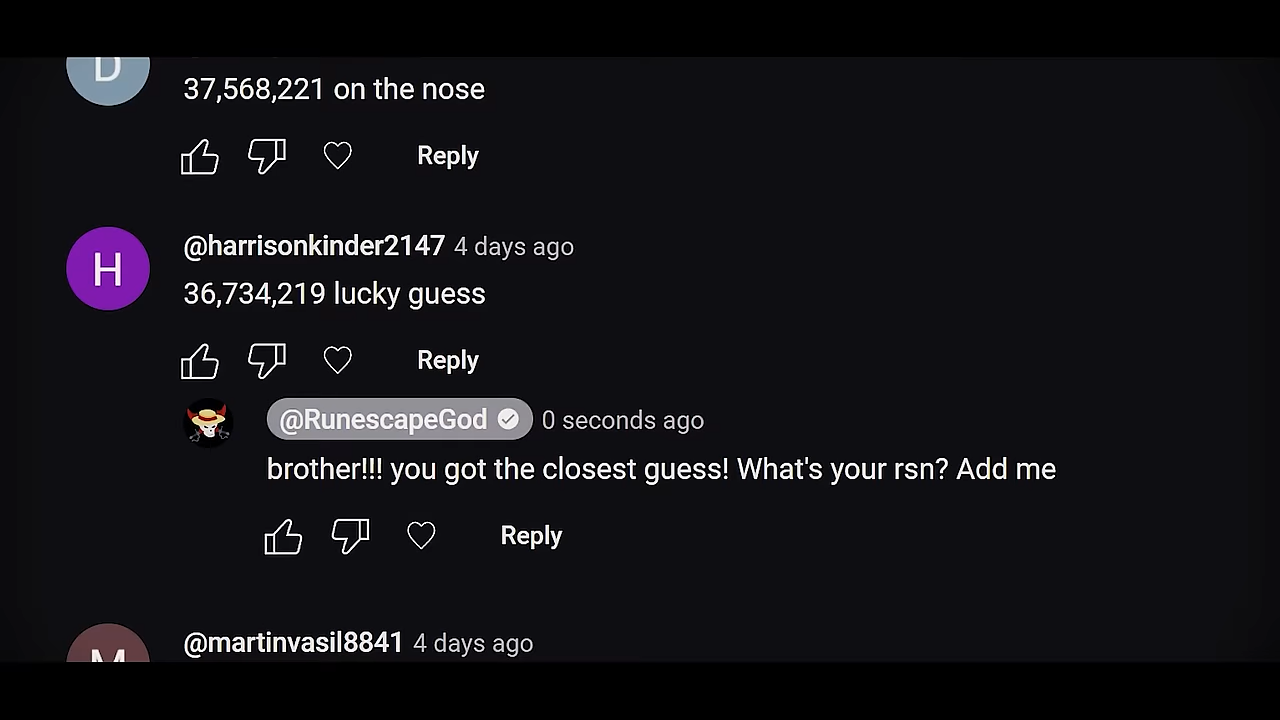 D
37,568,221 on the nose
Reply
H
@harrisonkinder2147 4 days ago
36,734,219 lucky guess
Reply
@RunescapeGod 0 seconds ago
brother!!! you got the closest guess! What's your rsn? Add me
Reply
M
@martinvasil8841 4 days ago